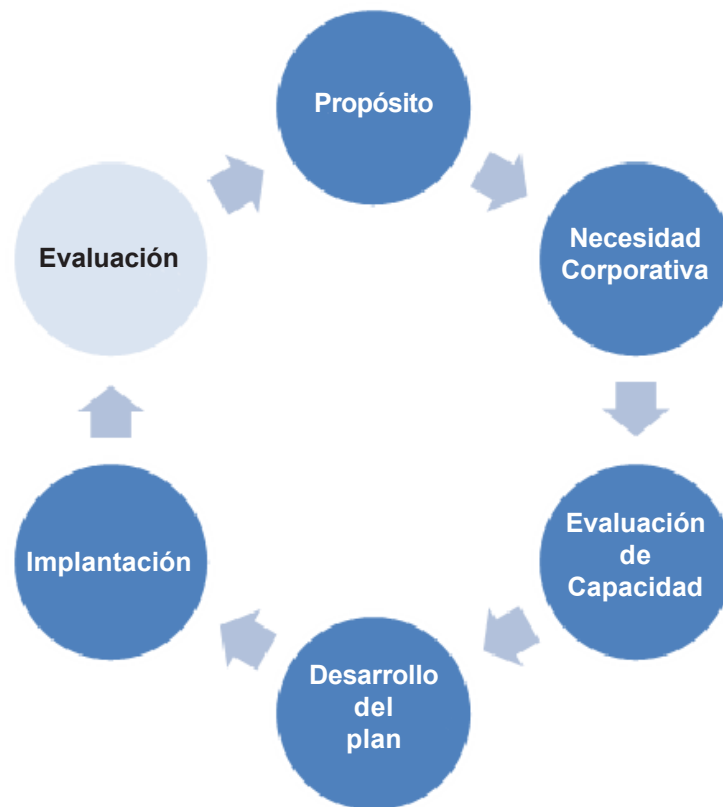 Propósito
Necesidad
Corporativa
Evaluación
de
Capacidad
Desarrollo
del
plan
Implantación
Evaluación